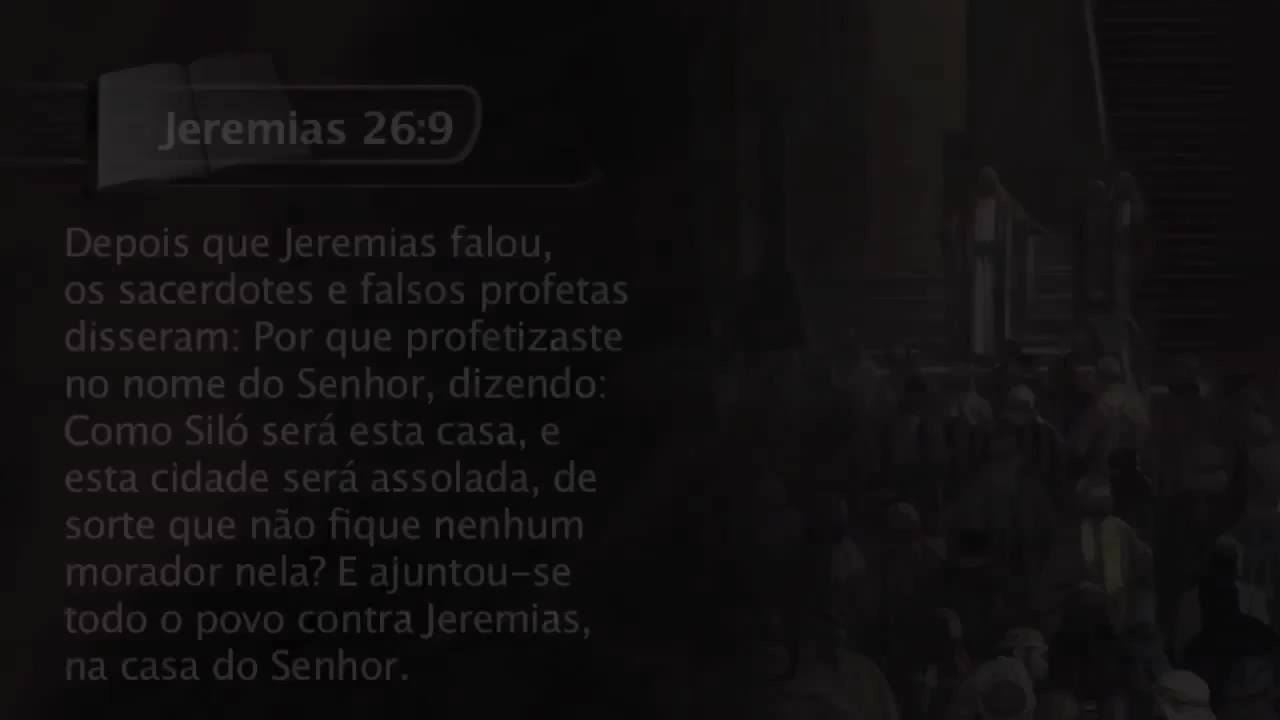 Jeremias 26:9
Depois que Jeremias falou,
os sacerdotes e falsos profetas
disseram: Por que profetizaste
no nome do Senhor, dizendo:
Como Siló será esta casa, e
esta cidade será assolada, de
sorte que não fique nenhum
morador nela? E ajuntou-se
todo o povo contra Jeremias,
na casa do Senhor.